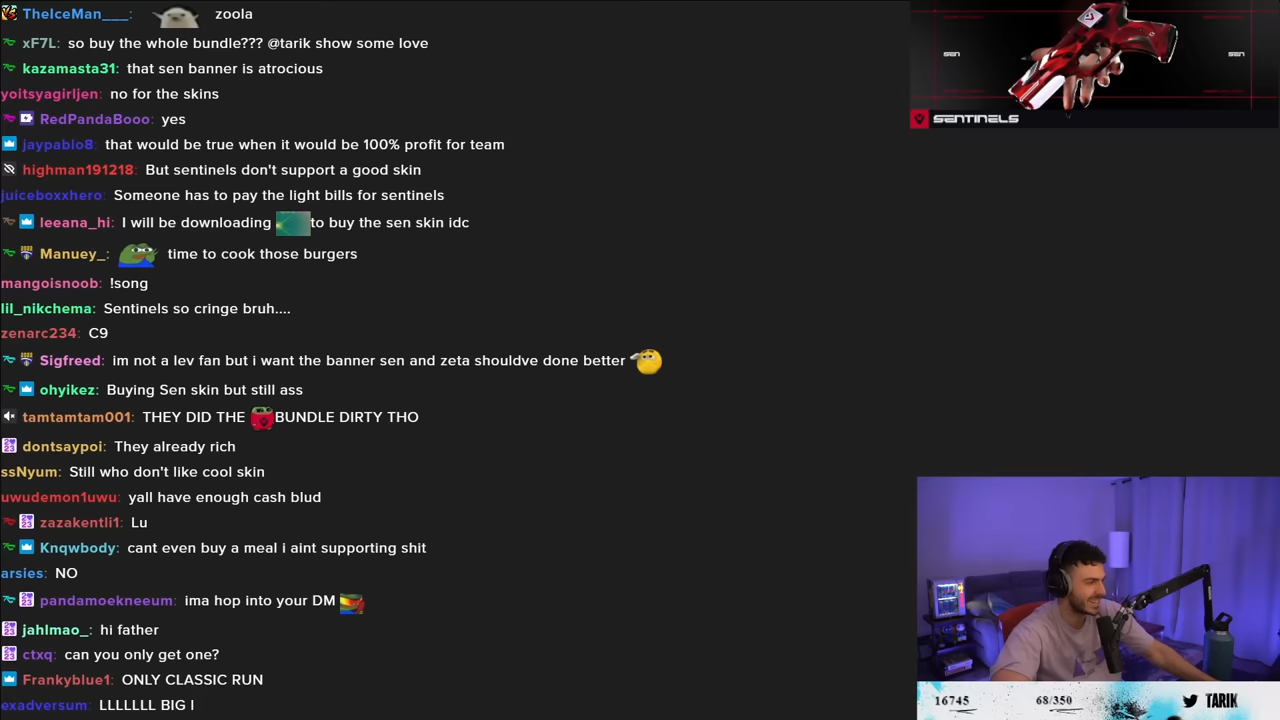 TheIceMan___: zoola
xF7L: so buy the whole bundle??? @tarik show some love
kazamasta31: that sen banner is atrocious
yoitsyagirljen: no for the skins
RedPandaBooo: yes
jaypablo8: that would be true when it would be 100% profit for team
highman191218: But sentinels don't support a good skin
juiceboxxhero: Someone has to pay the light bills for sentinels
leeana_hi: I will be downloading to buy the sen skin idc
Manuey_: time to cook those burgers
mangoisnoob: !song
lil_nikchema: Sentinels so cringe bruh....
zenarc234: C9
Sigfreed: im not a lev fan but i want the banner sen and zeta shouldve done better
ohyikez: Buying Sen skin but still ass
tamtamtam001: THEY DID THE BUNDLE DIRTY THO
dontsaypoi: They already rich
ssNyum: Still who don't like cool skin
uwudemon1uwu: yall have enough cash blud
zazakentli1: Lu
Knqwbody: cant even buy a meal i aint supporting shit
arsies: NO
pandamoekneeum: ima hop into your DM
jahlmao_: hi father
ctxq: can you only get one?
Frankyblue1: ONLY CLASSIC RUN
exadversum: LLLLLLL BIG l
SEN SEN
SENTINELS
16745 68/350 TARIK